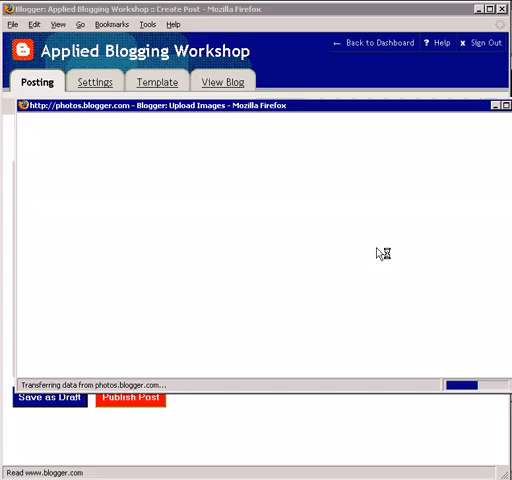 Blogger: Applied Blogging Workshop :: Create Post - Mozilla Firefox
File Edit View Go Bookmarks Tools Help
Applied Blogging Workshop
← Back to Dashboard ? Help x Sign Out
Posting Settings Template View Blog
http://photos.blogger.com - Blogger: Upload Images - Mozilla Firefox
Transferring data from photos.blogger.com...
Save as Draft Publish Post
Read www.blogger.com